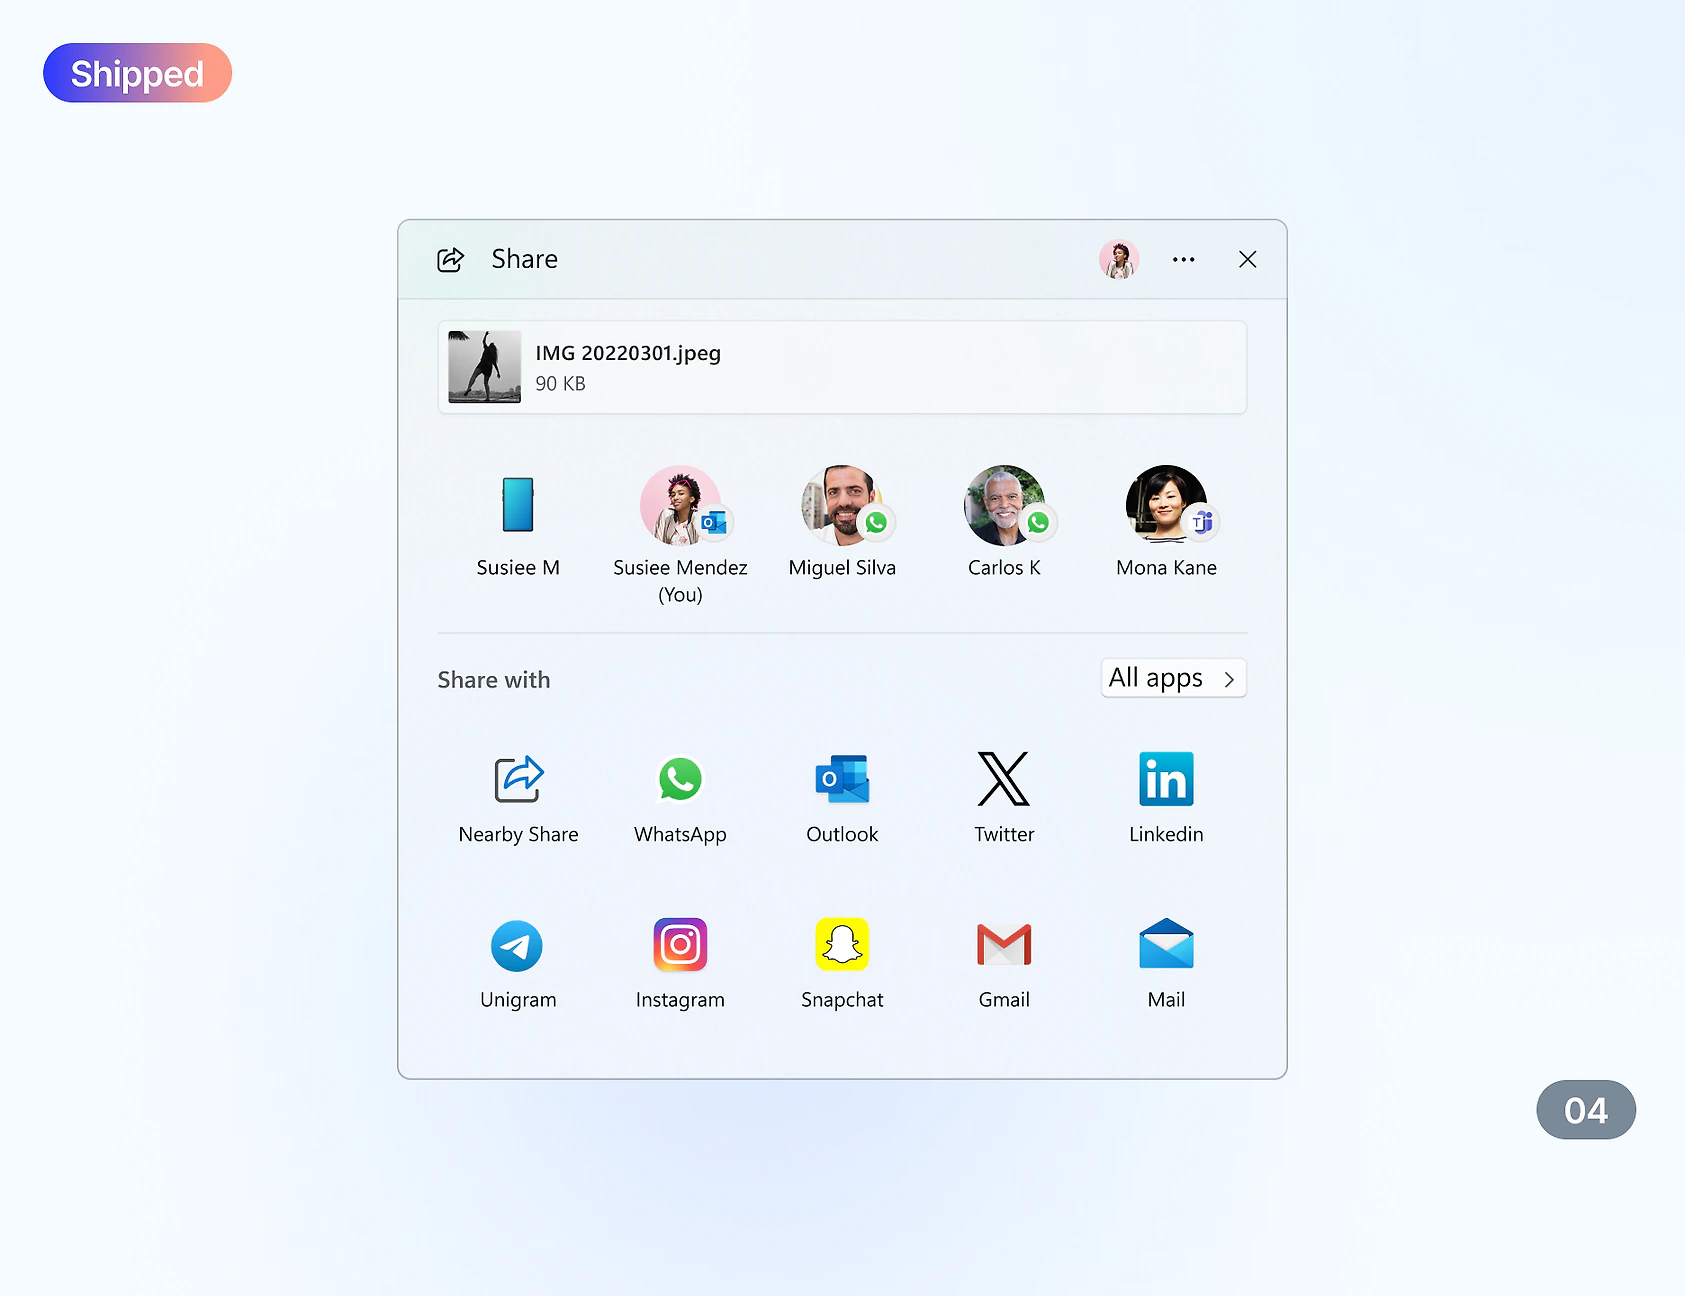 Shipped
Share
IMG 20220301.jpeg
90 KB
Susiee M
Susiee Mendez
(You)
Miguel Silva
Carlos K
Mona Kane
Share with
All apps
Nearby Share
WhatsApp
Outlook
Twitter
Linkedin
Unigram
Instagram
Snapchat
Gmail
Mail
04